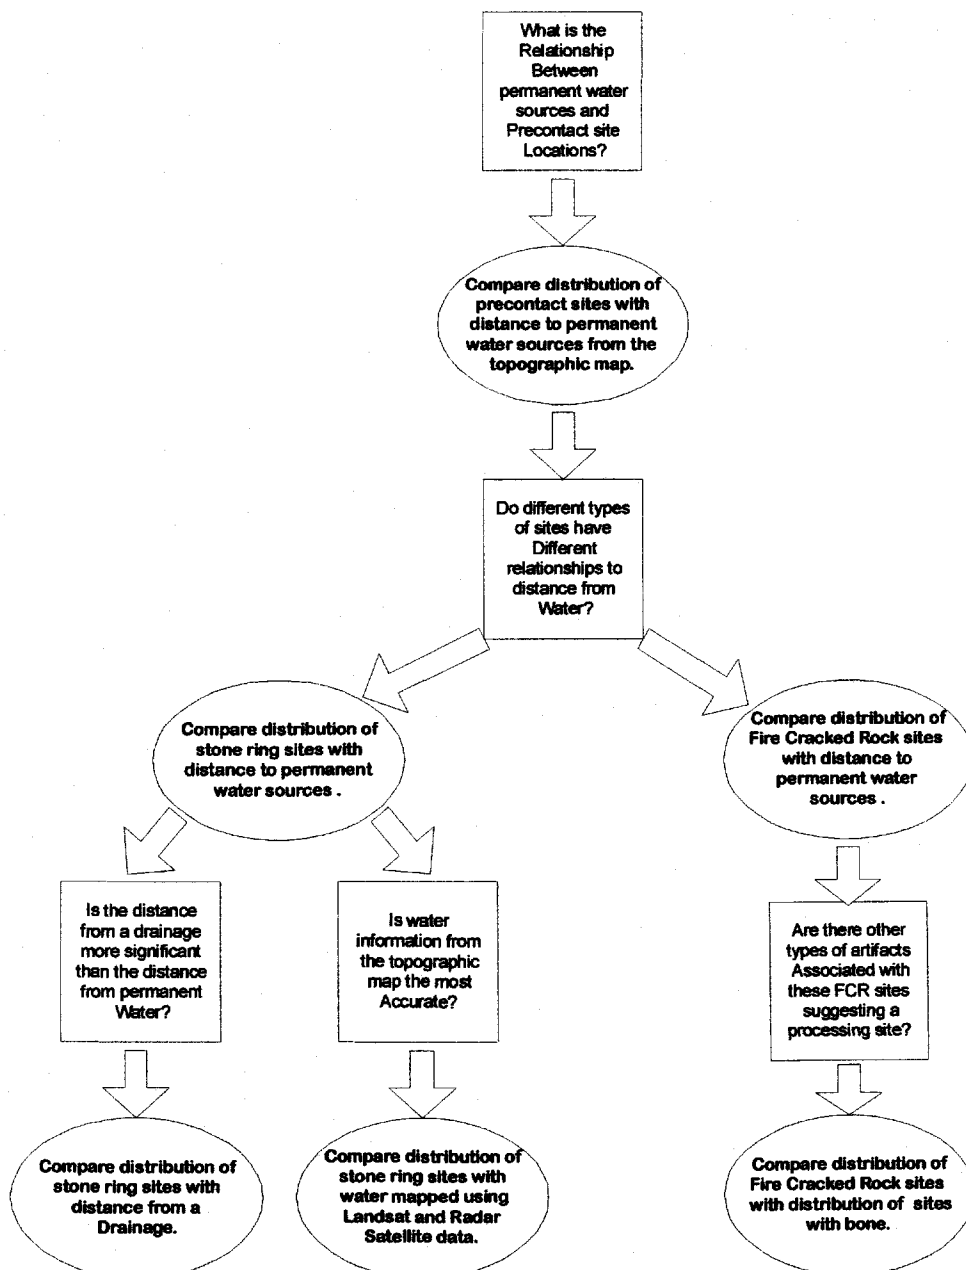 What is the
Relationship
Between
permanent water
sources and
Precontact site
Locations?
Compare distribution of
precontact sites with
distance to permanent
water sources from the
topographic map.
Do different types
of sites have
Different
relationships to
distance from
Water?
Compare distribution of
stone ring sites with
distance to permanent
water sources .
Compare distribution of
Fire Cracked Rock sites
with distance to
permanent water
sources .
Is the distance
from a drainage
more significant
than the distance
from permanent
Water?
Is water
information from
the topographic
map the most
Accurate?
Are there other
types of artifacts
Associated with
these FCR sites
suggesting a
processing site?
Compare distribution of
stone ring sites with
distance from a
Drainage.
Compare distribution of
stone ring sites with
water mapped using
Landsat and Radar
Satellite data.
Compare distribution of
Fire Cracked Rock sites
with distribution of sites
with bone.